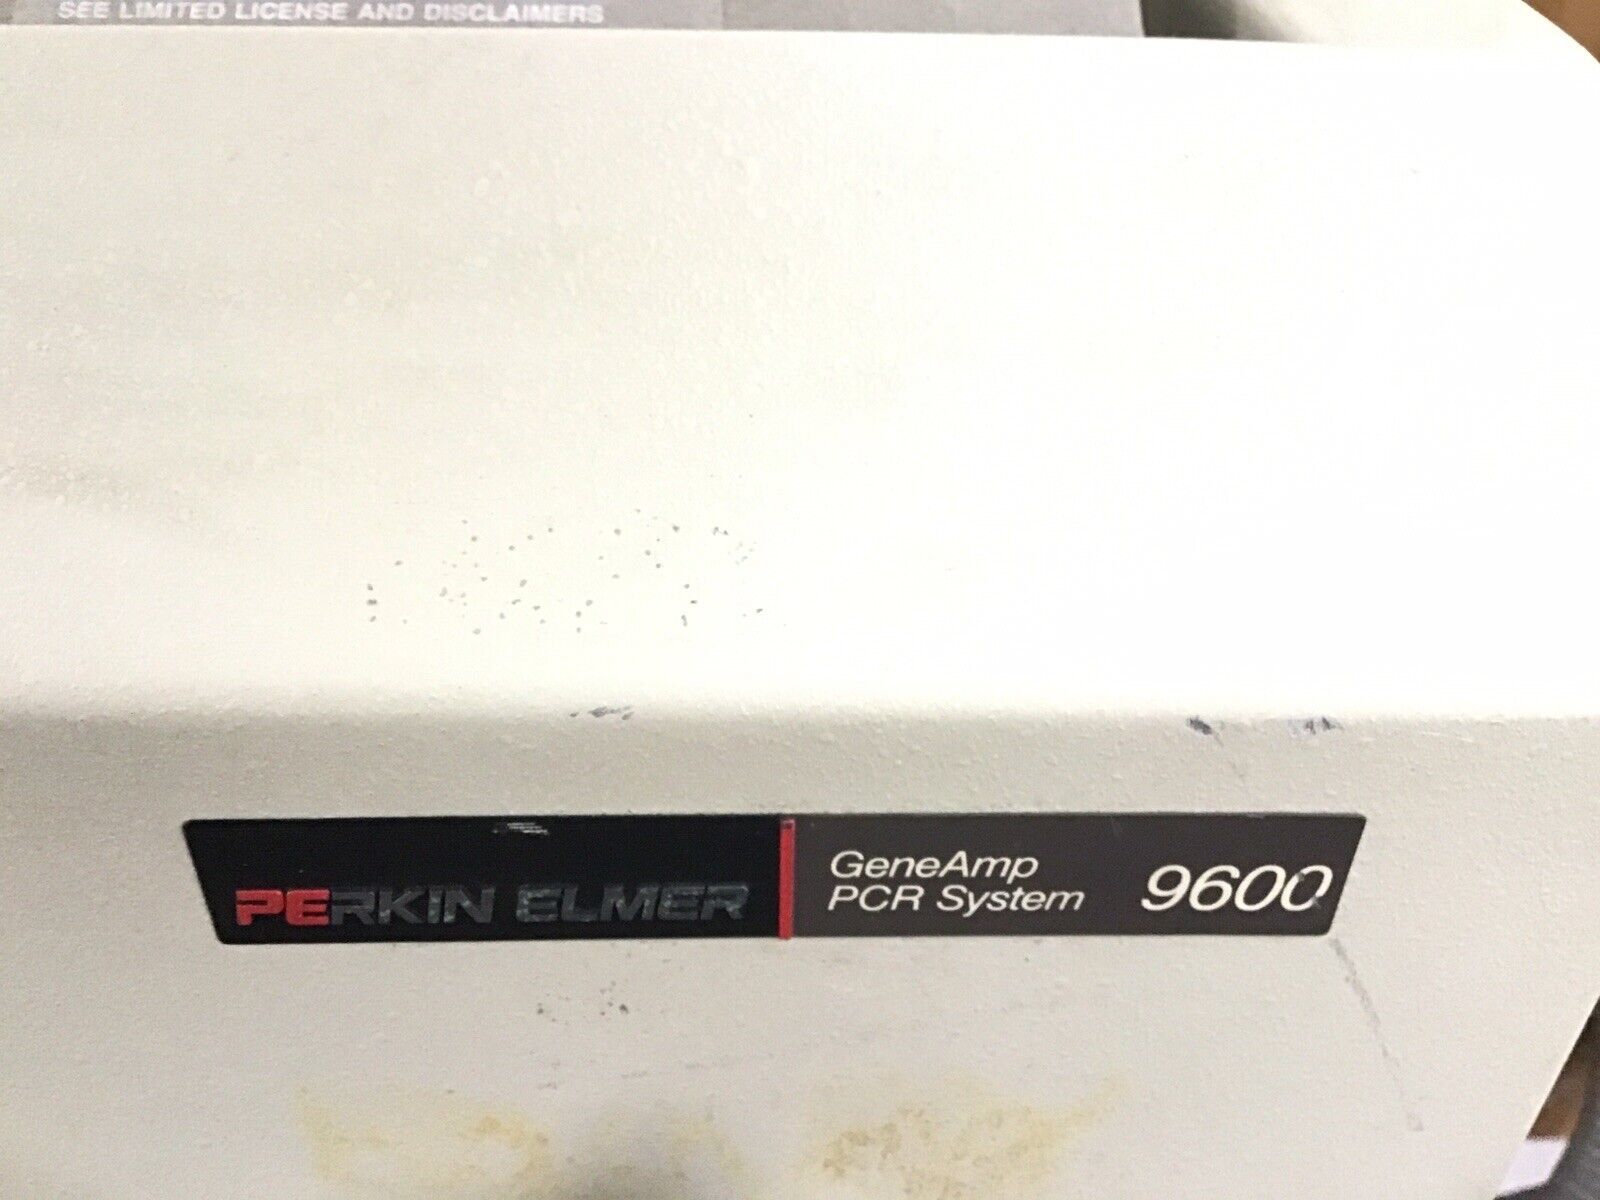 SEE LIMITED LICENSE AND DISCLAIMERS
PERKIN ELMER
GeneAmp
PCR System 9600